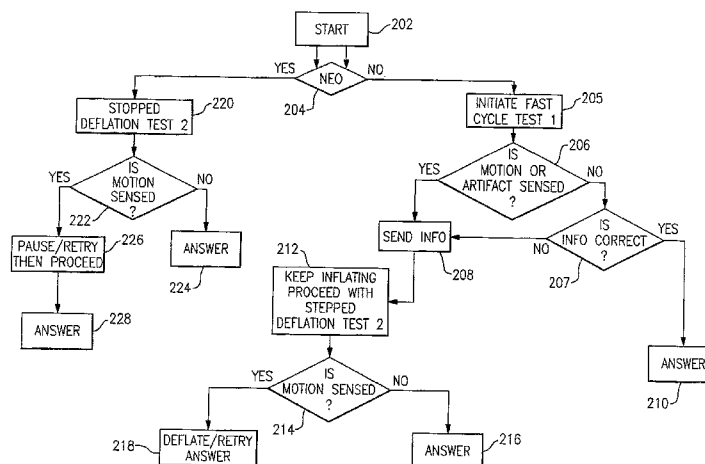 START
202
YES
NEO
NO
204
STOPPED
DEFLATION TEST 2
220
INITIATE FAST
CYCLE TEST 1
205
IS
MOTION
SENSED
?
YES
NO
222
IS
MOTION OR
ARTIFACT SENSED
?
YES
NO
206
PAUSE/RETRY
THEN PROCEED
226
ANSWER
224
SEND INFO
208
IS
INFO CORRECT
?
NO
YES
207
212
KEEP INFLATING
PROCEED WITH
STEPPED
DEFLATION TEST 2
ANSWER
228
ANSWER
210
IS
MOTION SENSED
?
YES
NO
214
DEFLATE/RETRY
ANSWER
218
ANSWER
216